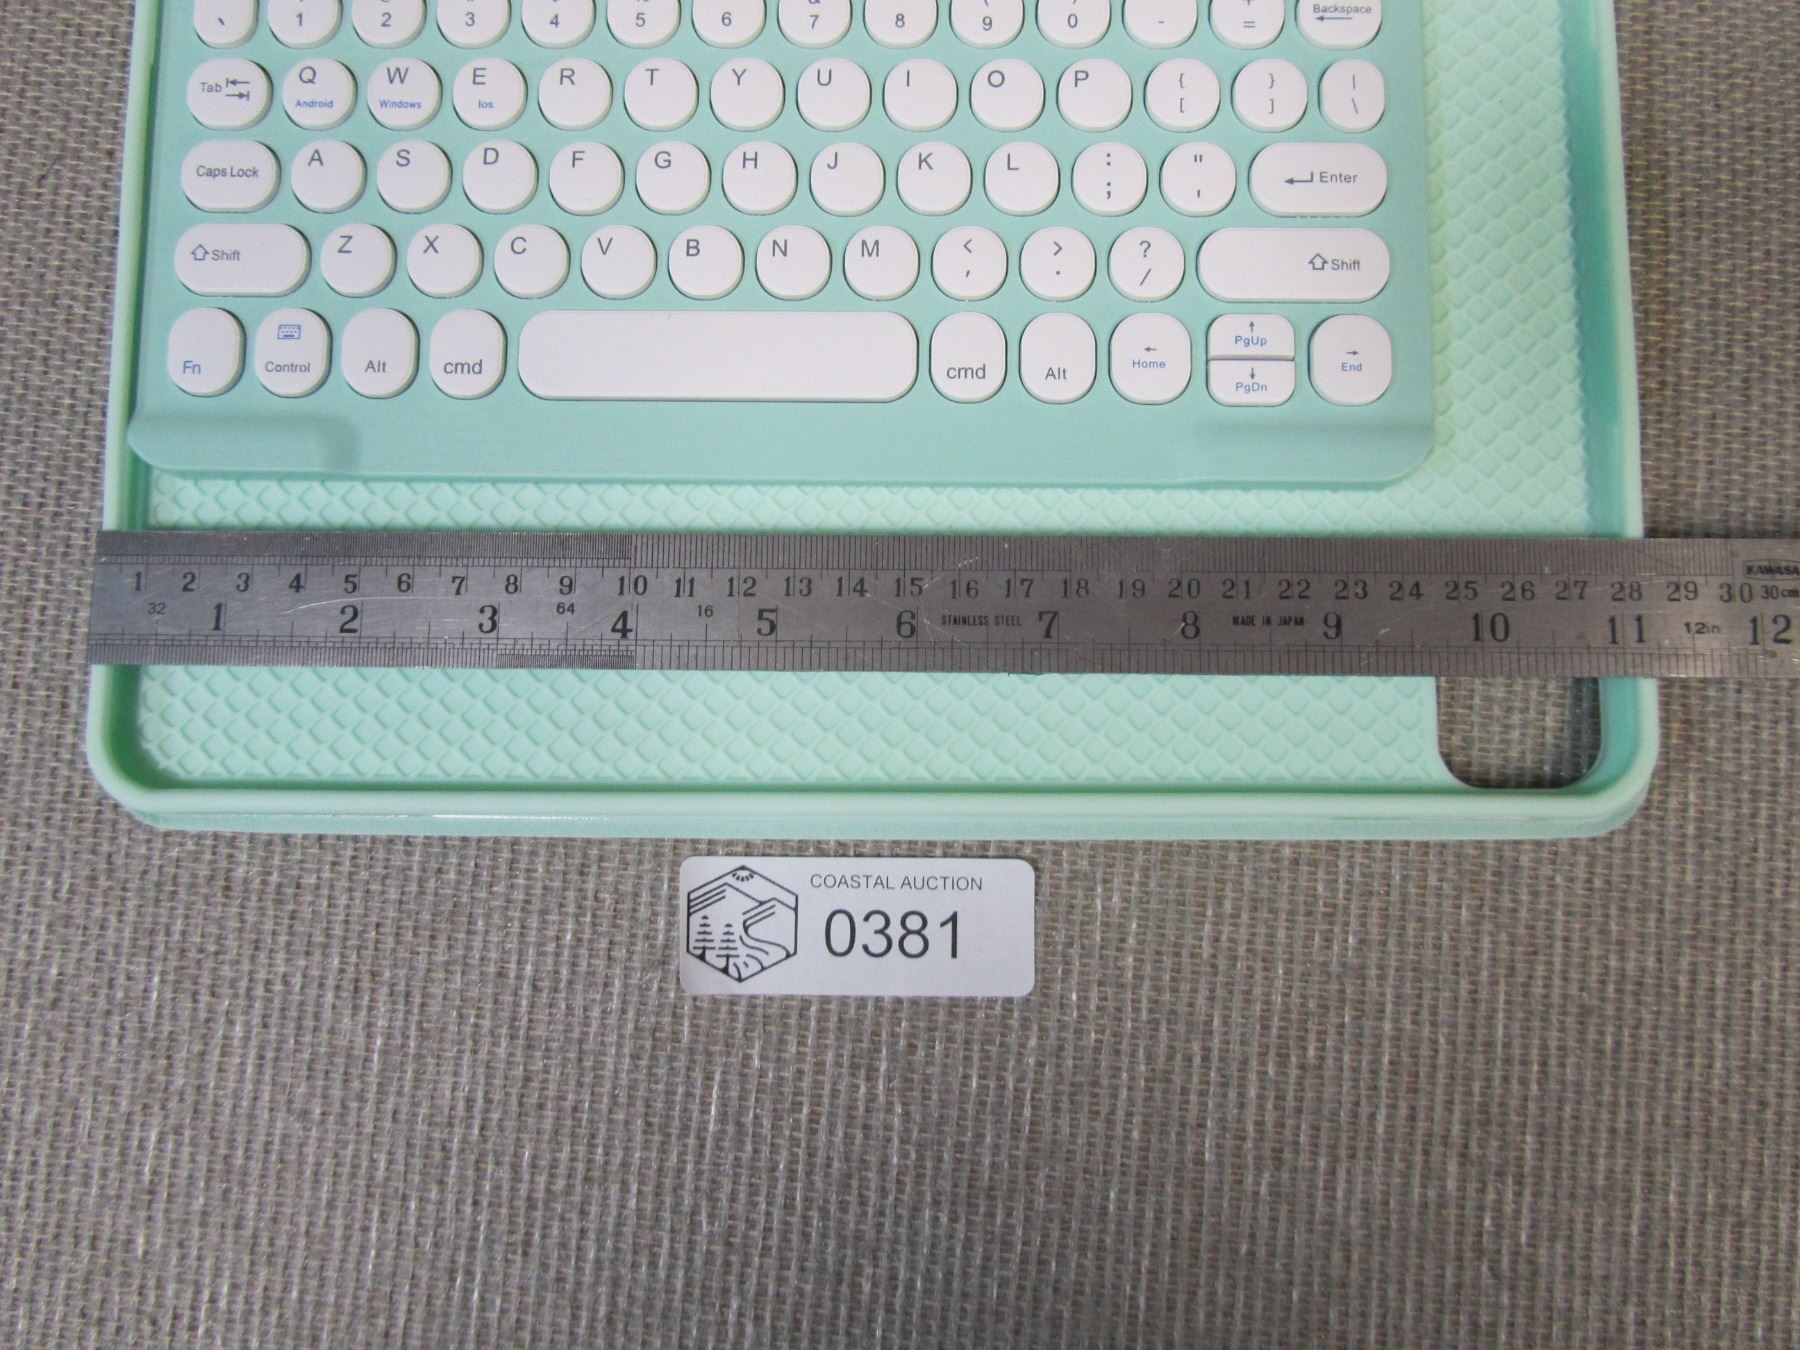 ` 1 2 3 4 5 6 & 7 8 ( 9 ) 0 - + = Backspace
Tab Q Android W Windows E Ios R T Y U I O P { [ } ] | \
Caps Lock A S D F G H J K L : ; " ' Enter
Shift Z X C V B N M < , > . ? / Shift
Fn Control Alt cmd cmd Alt Home PgUp PgDn End
1 2 3 4 5 6 7 8 9 10 11 12 13 14 15 16 17 18 19 20 21 22 23 24 25 26 27 28 29 30 30cm
32 1 2 3 64 4 16 5 6 STAINLESS STEEL 7 8 MADE IN JAPAN 9 10 11 12in 12
COASTAL AUCTION
0381